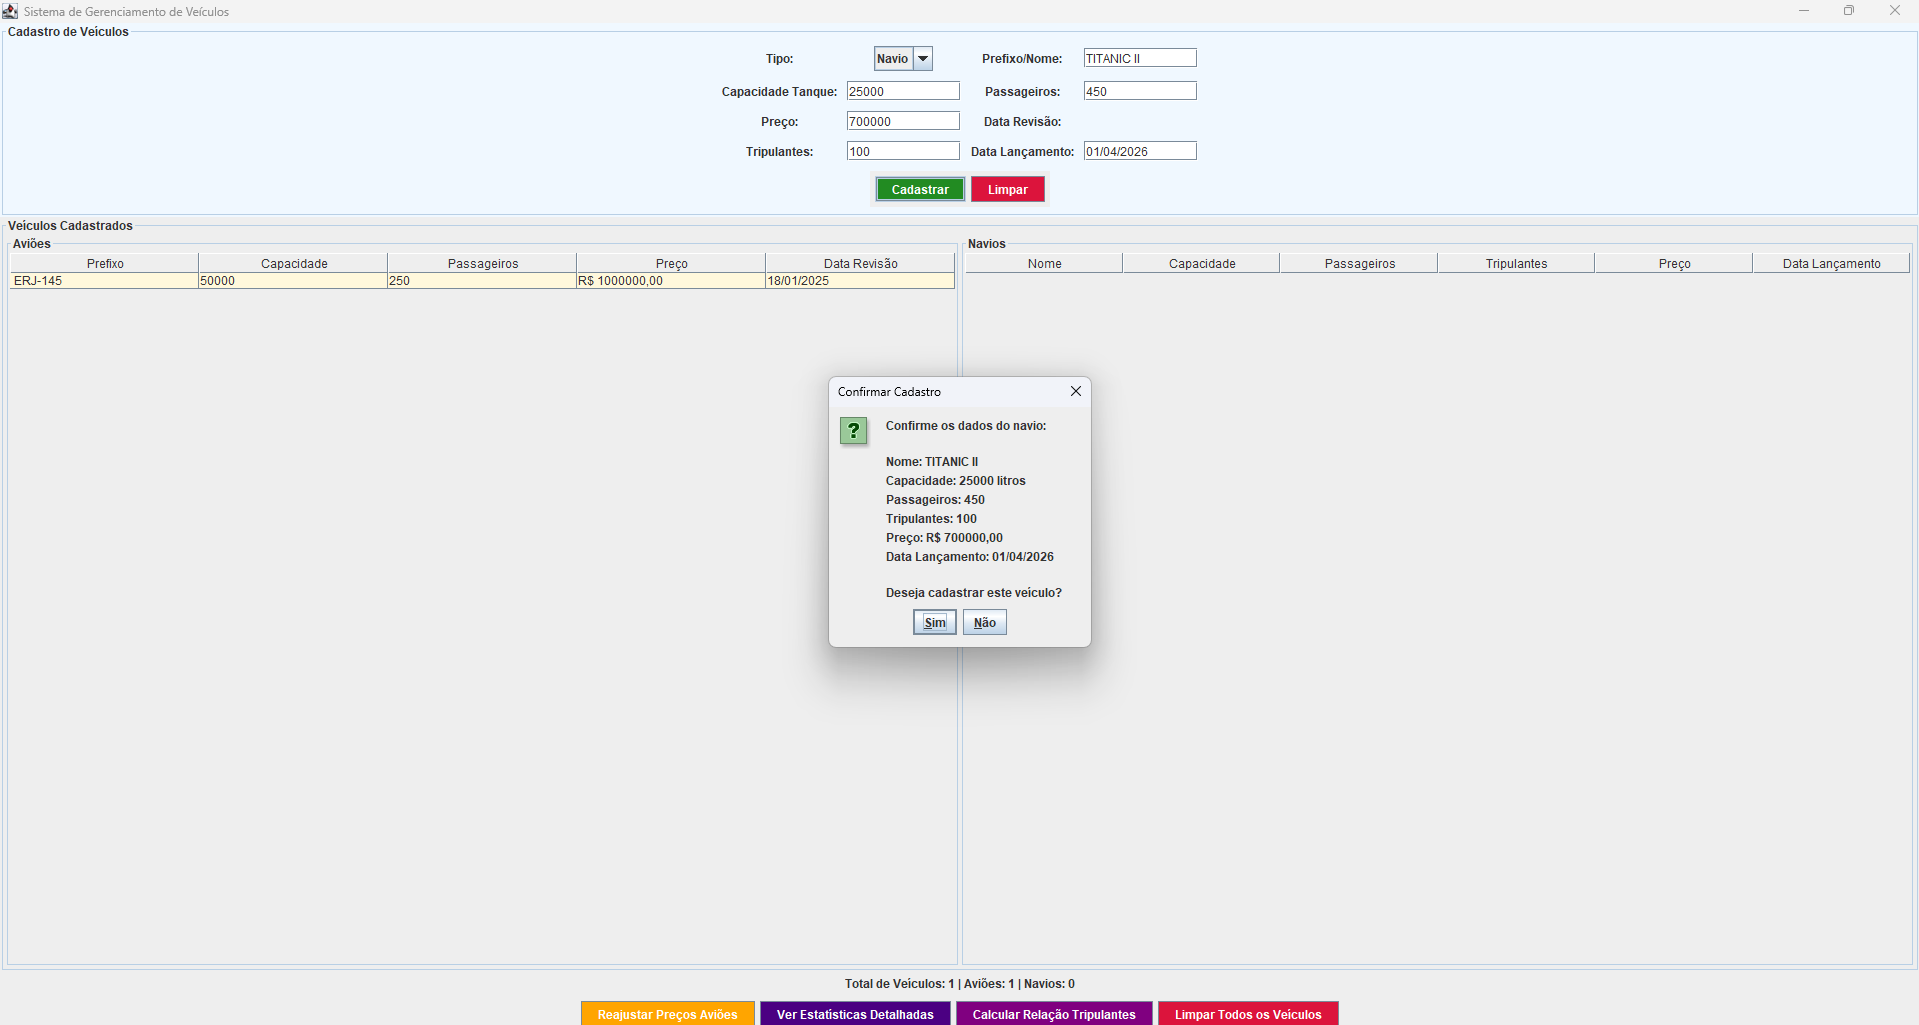 Sistema de Gerenciamento de Veículos
Cadastro de Veículos
Tipo: Navio Prefixo/Nome: TITANIC II
Capacidade Tanque: 25000 Passageiros: 450
Preço: 700000 Data Revisão:
Tripulantes: 100 Data Lançamento: 01/04/2026
Cadastrar Limpar
Veículos Cadastrados
Aviões
Prefixo Capacidade Passageiros Preço Data Revisão
ERJ-145 50000 250 R$ 1000000,00 18/01/2025
Navios
Nome Capacidade Passageiros Tripulantes Preço Data Lançamento
Confirmar Cadastro
?
Confirme os dados do navio:
Nome: TITANIC II
Capacidade: 25000 litros
Passageiros: 450
Tripulantes: 100
Preço: R$ 700000,00
Data Lançamento: 01/04/2026
Deseja cadastrar este veículo?
Sim Não
Total de Veículos: 1 | Aviões: 1 | Navios: 0
Reajustar Preços Aviões Ver Estatísticas Detalhadas Calcular Relação Tripulantes Limpar Todos os Veículos